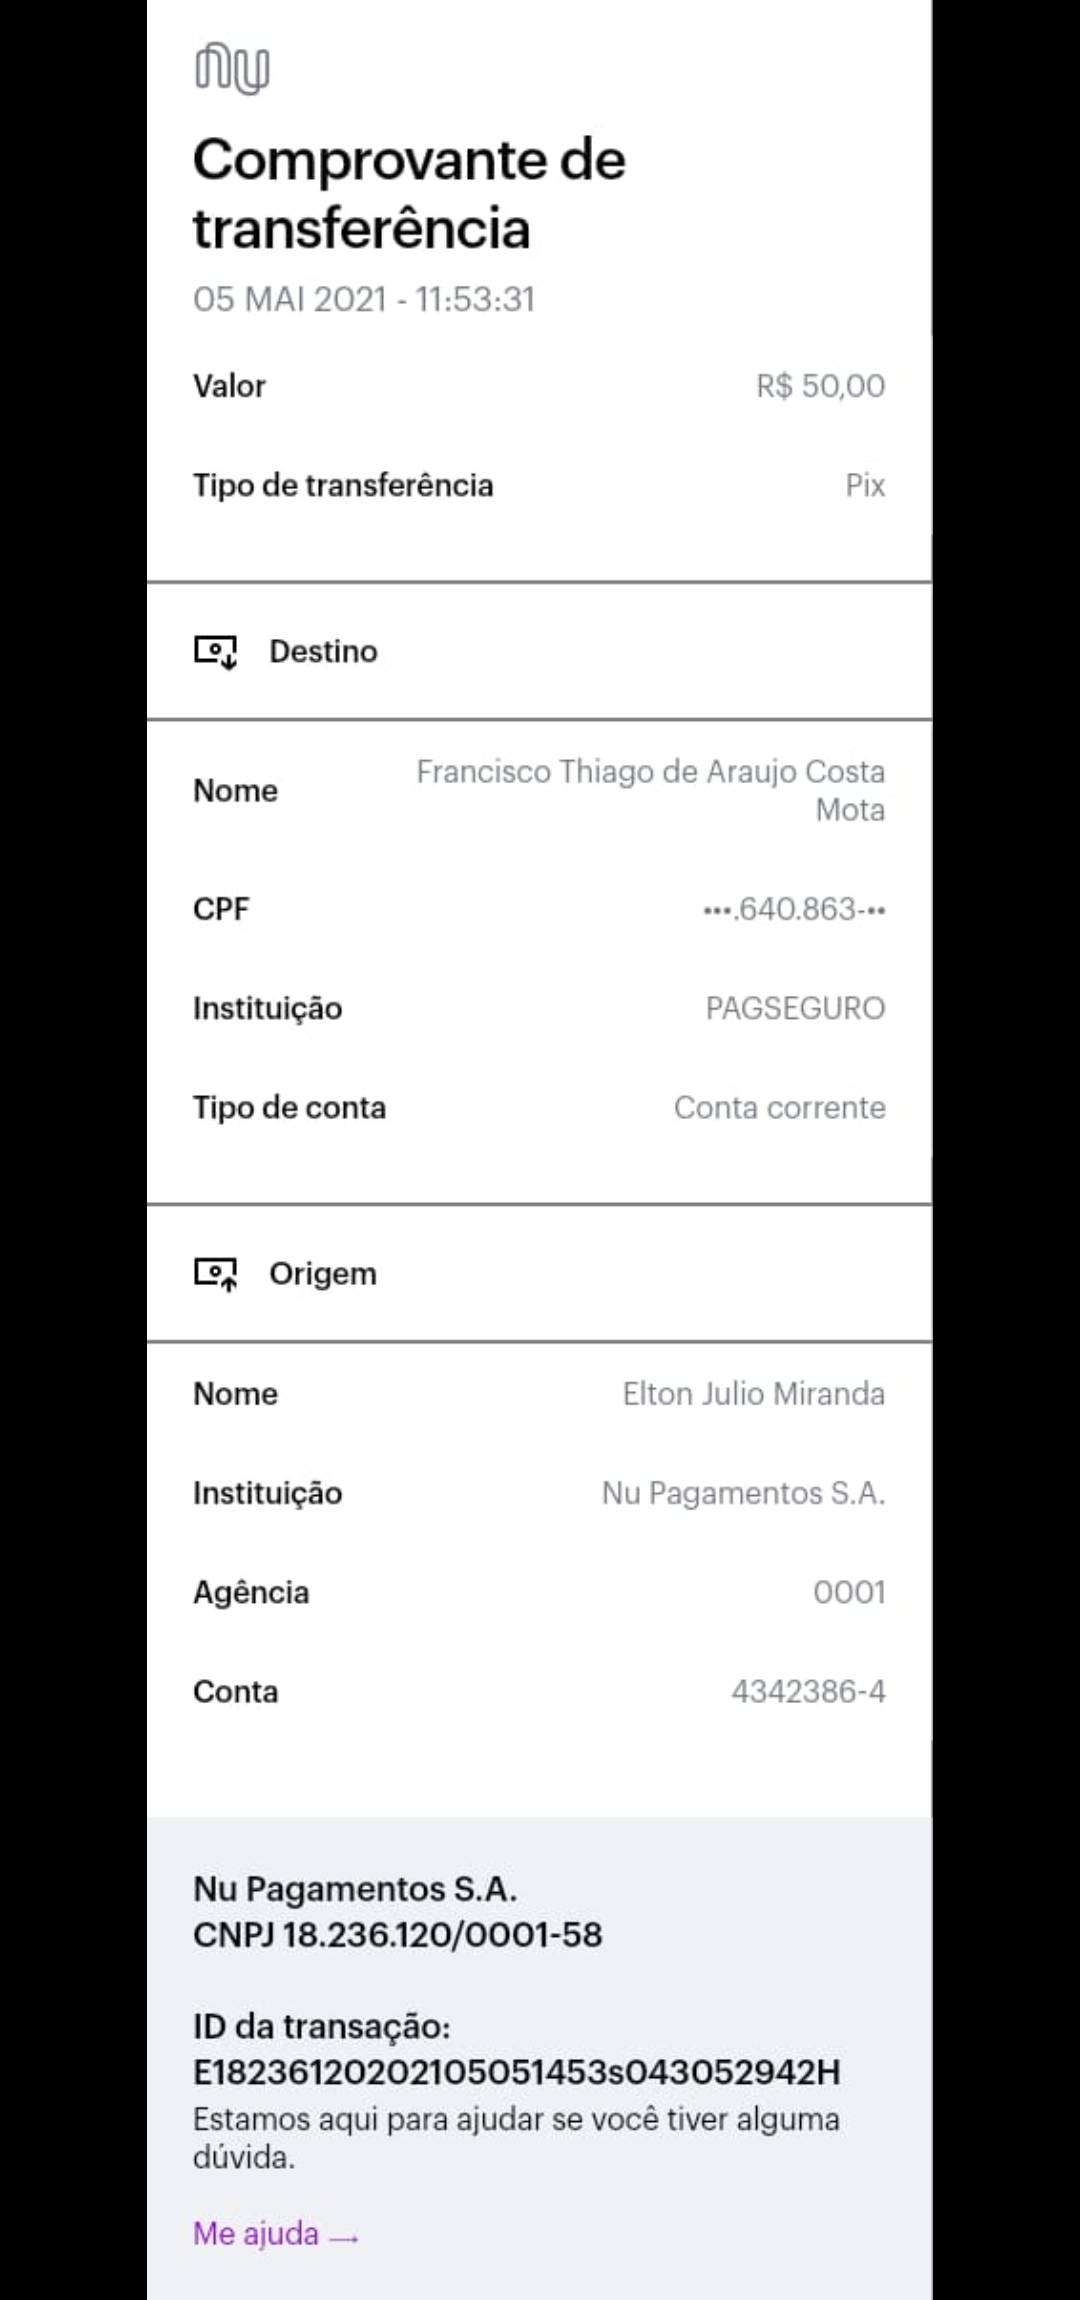 nu
Comprovante de
transferência
05 MAI 2021 - 11:53:31
Valor R$ 50,00
Tipo de transferência Pix
Destino
Nome Francisco Thiago de Araujo Costa
Mota
CPF •••.640.863-••
Instituição PAGSEGURO
Tipo de conta Conta corrente
Origem
Nome Elton Julio Miranda
Instituição Nu Pagamentos S.A.
Agência 0001
Conta 4342386-4
Nu Pagamentos S.A.
CNPJ 18.236.120/0001-58
ID da transação:
E18236120202105051453s043052942H
Estamos aqui para ajudar se você tiver alguma
dúvida.
Me ajuda →